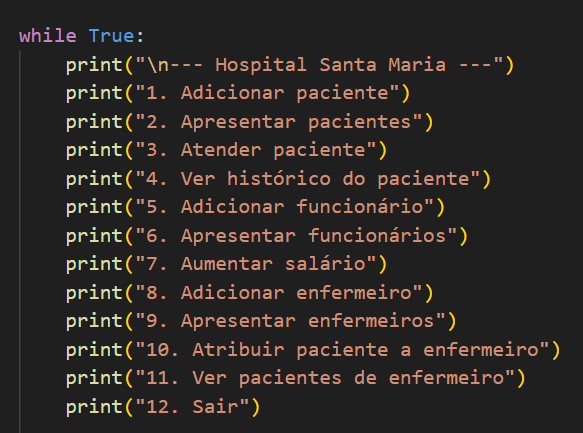 while True:
print("\n--- Hospital Santa Maria ---")
print("1. Adicionar paciente")
print("2. Apresentar pacientes")
print("3. Atender paciente")
print("4. Ver histórico do paciente")
print("5. Adicionar funcionário")
print("6. Apresentar funcionários")
print("7. Aumentar salário")
print("8. Adicionar enfermeiro")
print("9. Apresentar enfermeiros")
print("10. Atribuir paciente a enfermeiro")
print("11. Ver pacientes de enfermeiro")
print("12. Sair")